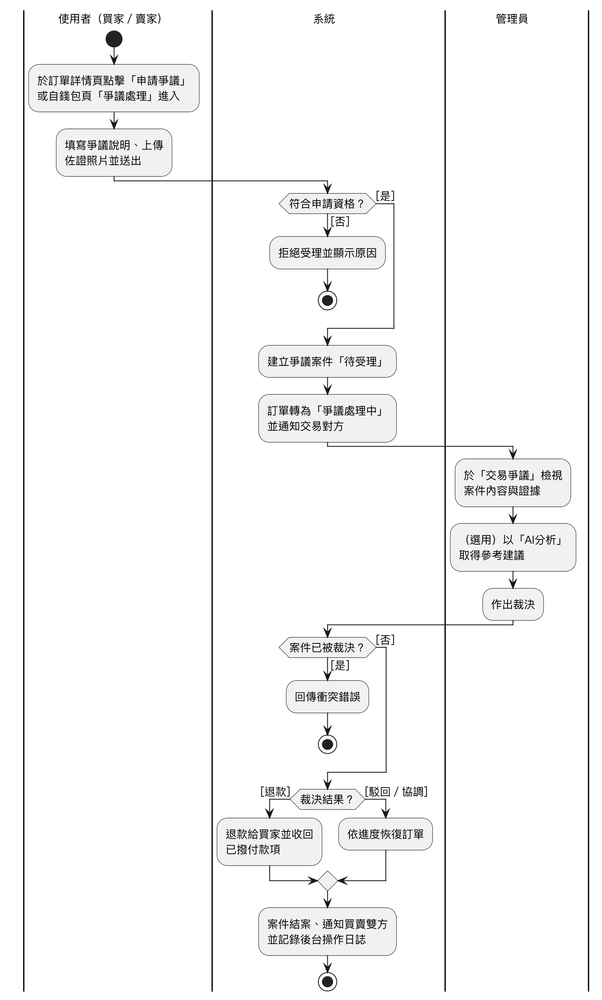 使用者（買家 / 賣家）
系統
管理員
於訂單詳情頁點擊「申請爭議」
或自錢包頁「爭議處理」進入
填寫爭議說明、上傳
佐證照片並送出
符合申請資格？
[是]
[否]
拒絕受理並顯示原因
建立爭議案件「待受理」
訂單轉為「爭議處理中」
並通知交易對方
於「交易爭議」檢視
案件內容與證據
（選用）以「AI分析」
取得參考建議
作出裁決
案件已被裁決？
[否]
[是]
回傳衝突錯誤
[退款]
裁決結果？
[駁回 / 協調]
退款給買家並收回
已撥付款項
依進度恢復訂單
案件結案、通知買賣雙方
並記錄後台操作日誌